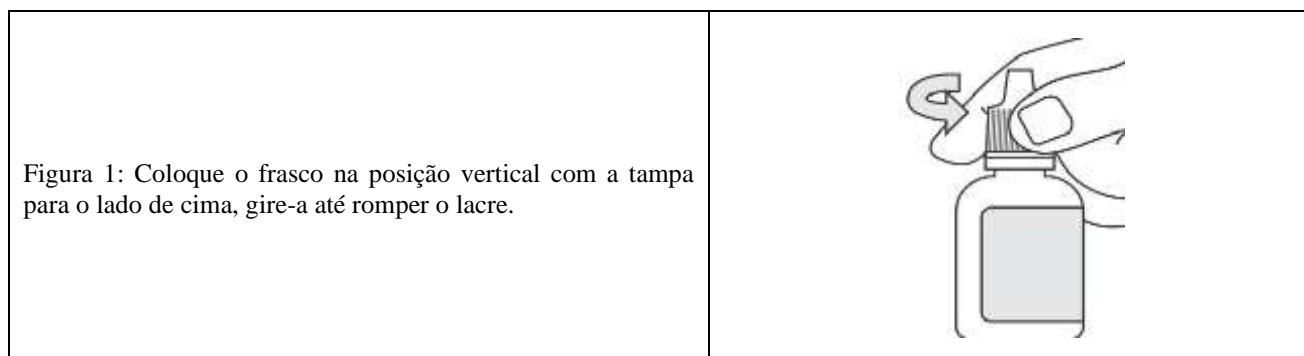 Figura 1: Coloque o frasco na posição vertical com a tampa
para o lado de cima, gire-a até romper o lacre.